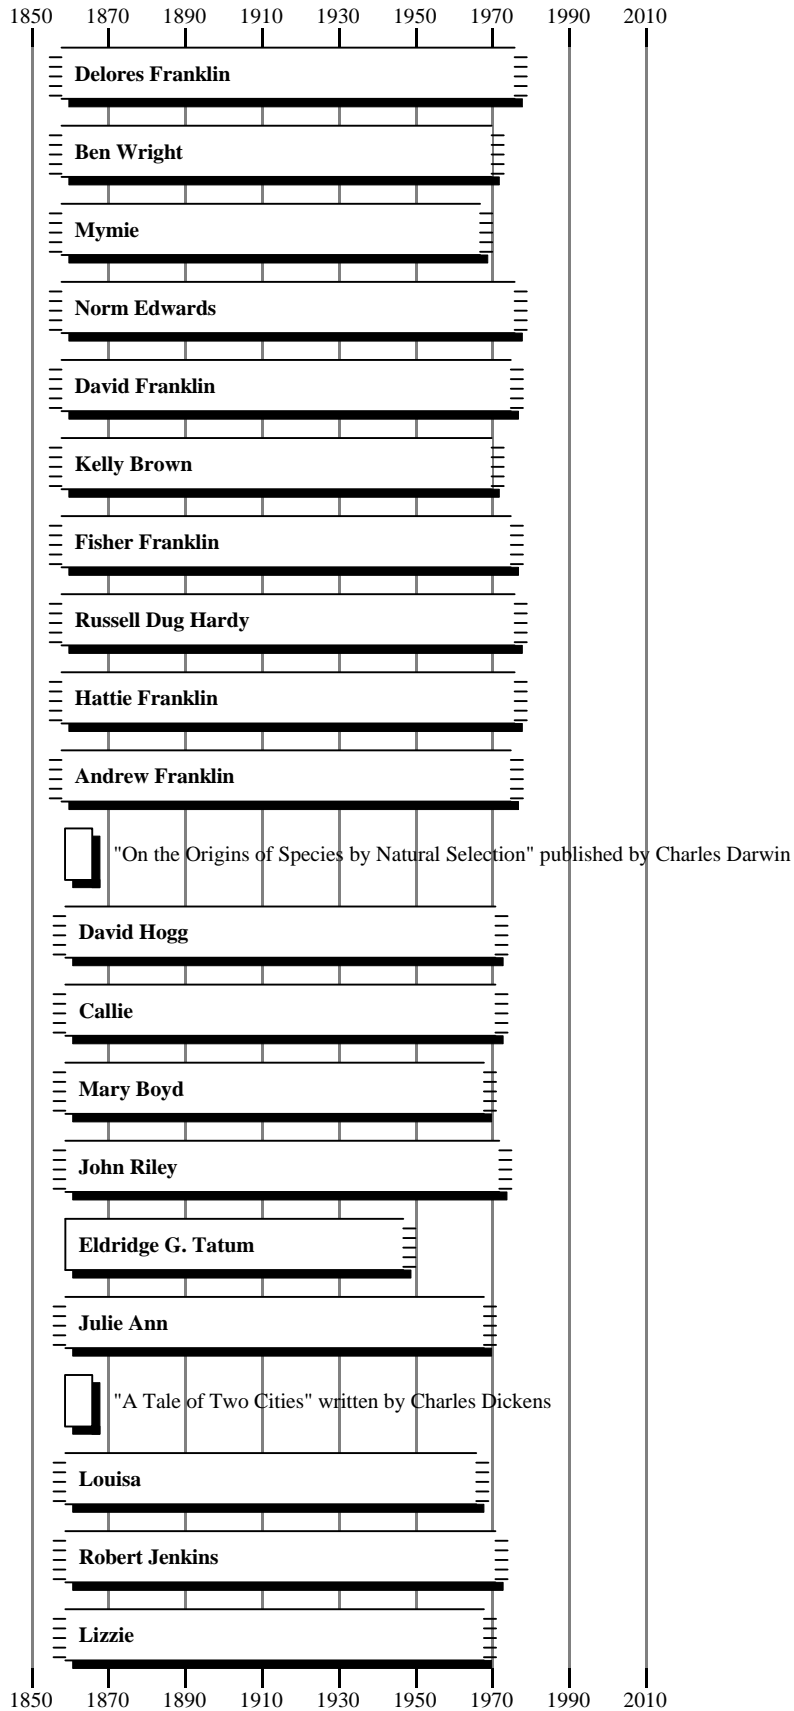 1850 1870 1890 1910 1930 1950 1970 1990 2010
Delores Franklin
Ben Wright
Mymie
Norm Edwards
David Franklin
Kelly Brown
Fisher Franklin
Russell Dug Hardy
Hattie Franklin
Andrew Franklin
"On the Origins of Species by Natural Selection" published by Charles Darwin
David Hogg
Callie
Mary Boyd
John Riley
Eldridge G. Tatum
Julie Ann
"A Tale of Two Cities" written by Charles Dickens
Louisa
Robert Jenkins
Lizzie
1850 1870 1890 1910 1930 1950 1970 1990 2010